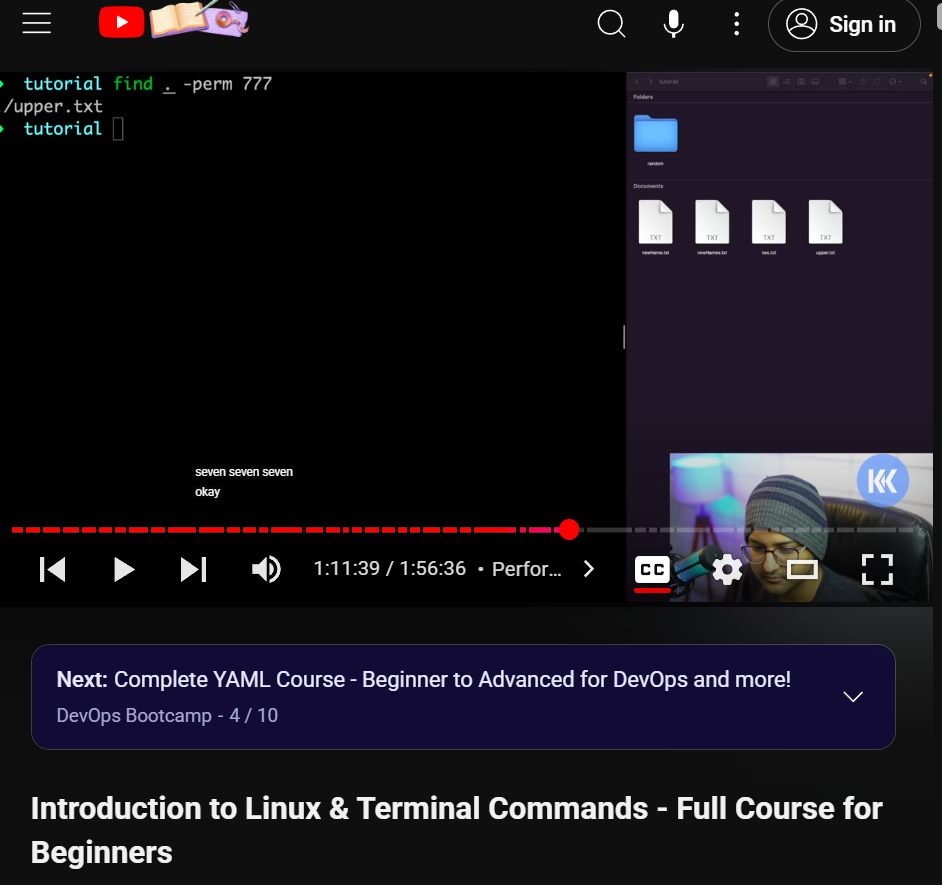 Sign in
tutorial find . -perm 777
./upper.txt
tutorial
tutorial
Folders
random
Documents
TXT TXT TXT TXT
newName.txt newNames.txt two.txt upper.txt
seven seven seven
okay
1:11:39 / 1:56:36 • Perfor...
CC
Next: Complete YAML Course - Beginner to Advanced for DevOps and more!
DevOps Bootcamp - 4 / 10
Introduction to Linux & Terminal Commands - Full Course for
Beginners